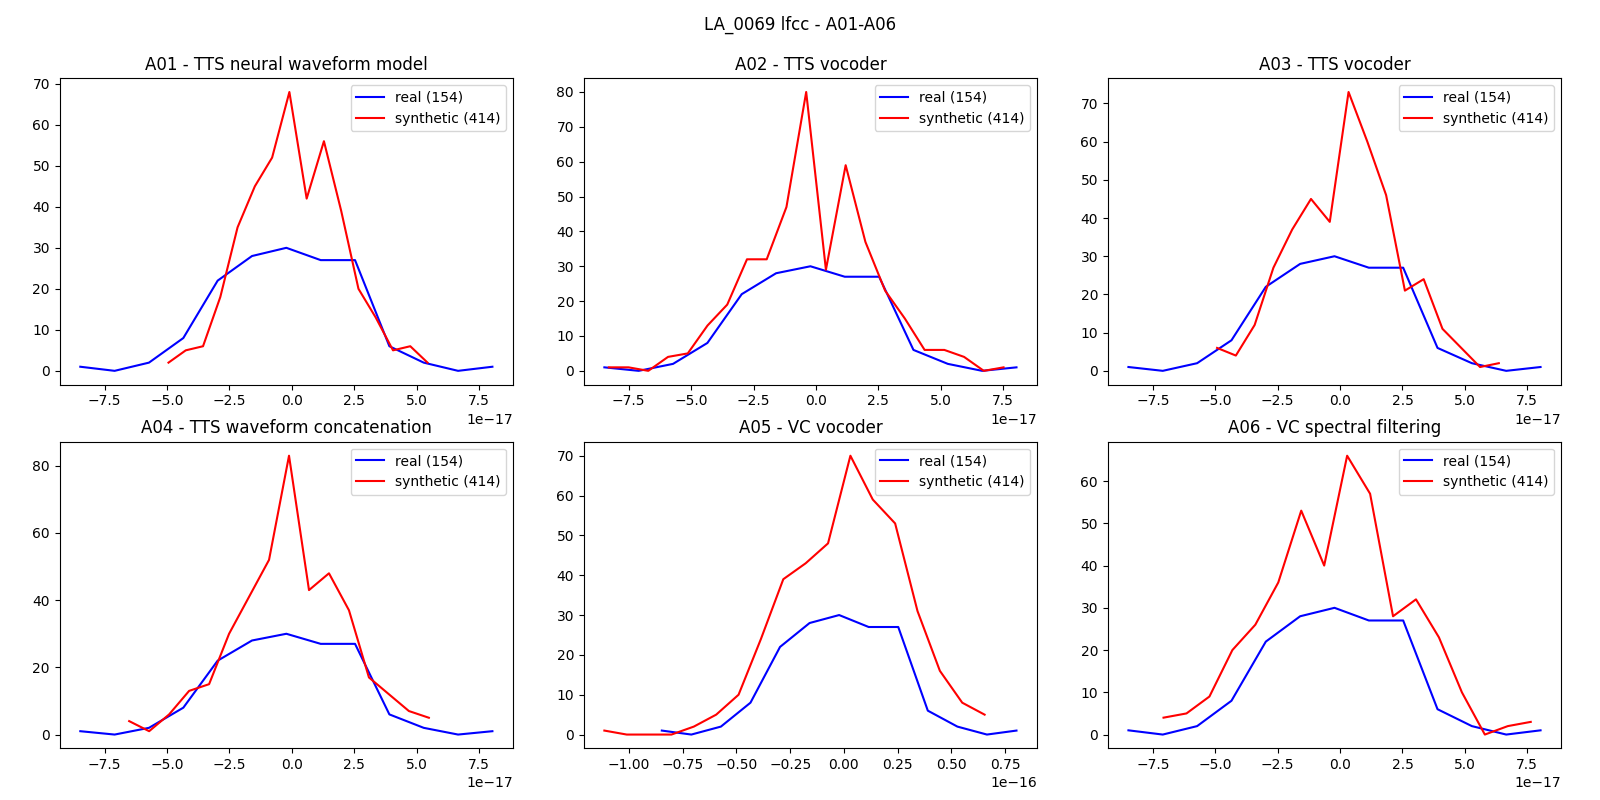 LA_0069 lfcc - A01-A06
A01 - TTS neural waveform model
70
60
50
40
30
20
10
0
real (154)
synthetic (414)
−7.5 −5.0 −2.5 0.0 2.5 5.0 7.5
1e−17
A02 - TTS vocoder
80
70
60
50
40
30
20
10
0
real (154)
synthetic (414)
−7.5 −5.0 −2.5 0.0 2.5 5.0 7.5
1e−17
A03 - TTS vocoder
70
60
50
40
30
20
10
0
real (154)
synthetic (414)
−7.5 −5.0 −2.5 0.0 2.5 5.0 7.5
1e−17
A04 - TTS waveform concatenation
80
60
40
20
0
real (154)
synthetic (414)
−7.5 −5.0 −2.5 0.0 2.5 5.0 7.5
1e−17
A05 - VC vocoder
70
60
50
40
30
20
10
0
real (154)
synthetic (414)
−1.00 −0.75 −0.50 −0.25 0.00 0.25 0.50 0.75
1e−16
A06 - VC spectral filtering
60
50
40
30
20
10
0
real (154)
synthetic (414)
−7.5 −5.0 −2.5 0.0 2.5 5.0 7.5
1e−17